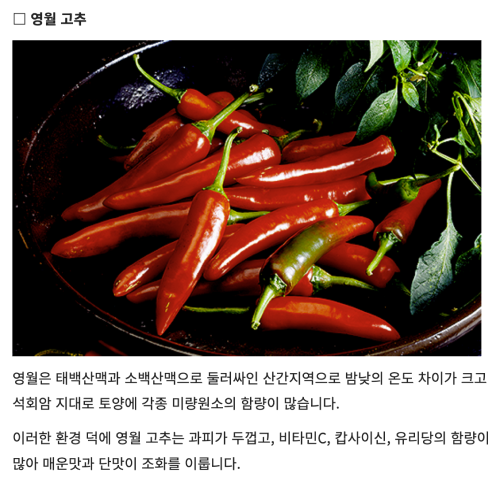 □ 영월 고추
영월은 태백산맥과 소백산맥으로 둘러싸인 산간지역으로 밤낮의 온도 차이가 크고
석회암 지대로 토양에 각종 미량원소의 함량이 많습니다.
이러한 환경 덕에 영월 고추는 과피가 두껍고, 비타민C, 캅사이신, 유리당의 함량이
많아 매운맛과 단맛이 조화를 이룹니다.